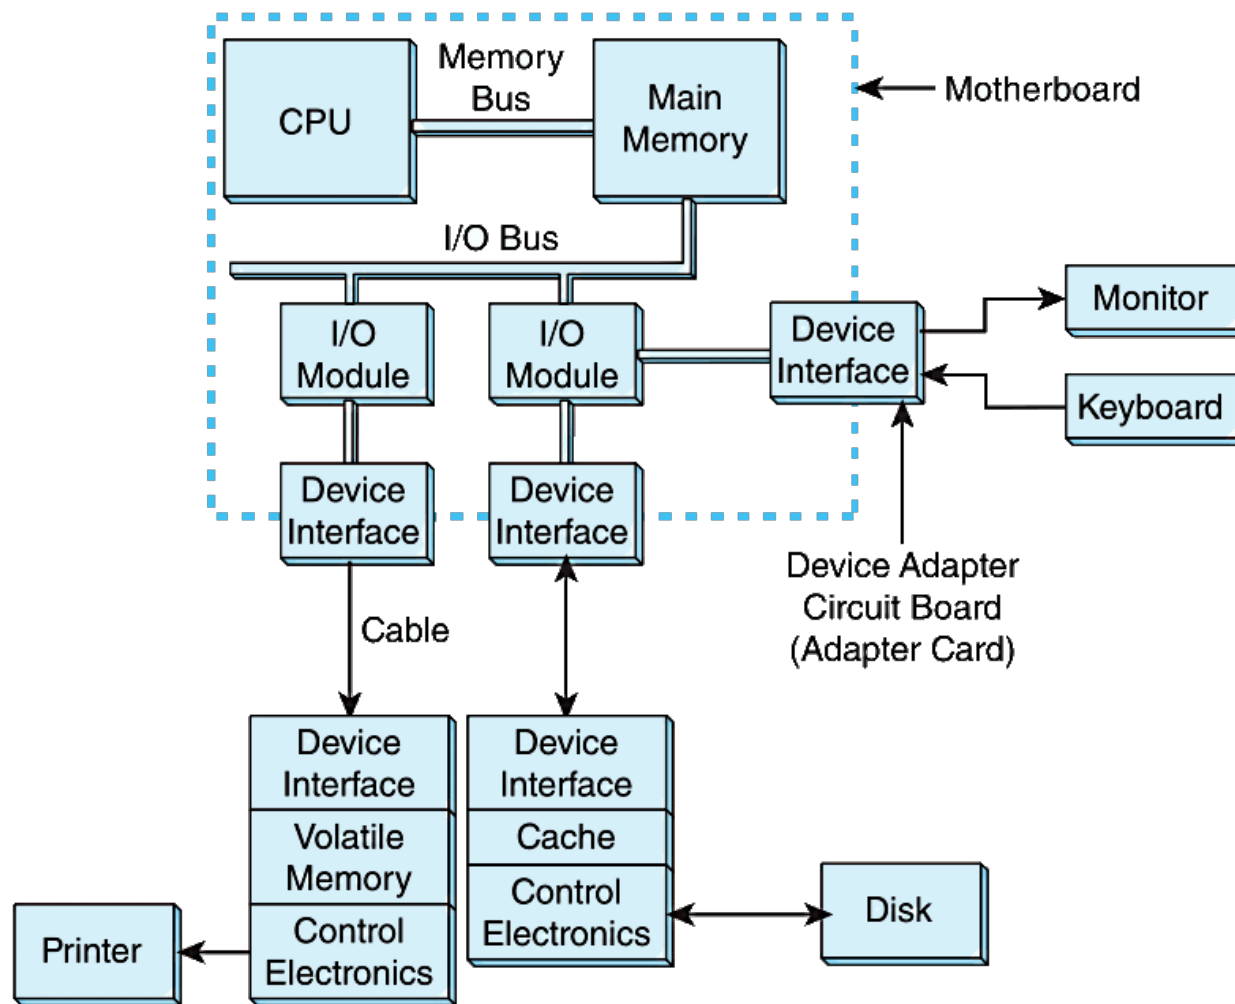 Memory
Bus
CPU
Main
Memory
Motherboard
I/O Bus
I/O
Module
I/O
Module
Device
Interface
Monitor
Keyboard
Device
Interface
Device
Interface
Device Adapter
Circuit Board
(Adapter Card)
Cable
Device
Interface
Volatile
Memory
Control
Electronics
Device
Interface
Cache
Control
Electronics
Disk
Printer